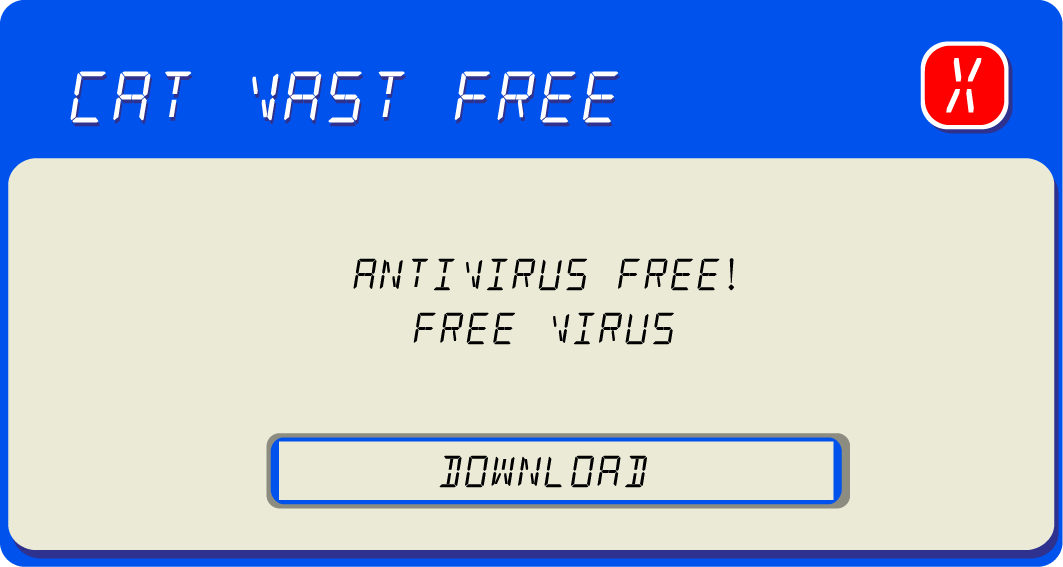 CAT VAST FREE
X
ANTIVIRUS FREE!
FREE VIRUS
DOWNLOAD